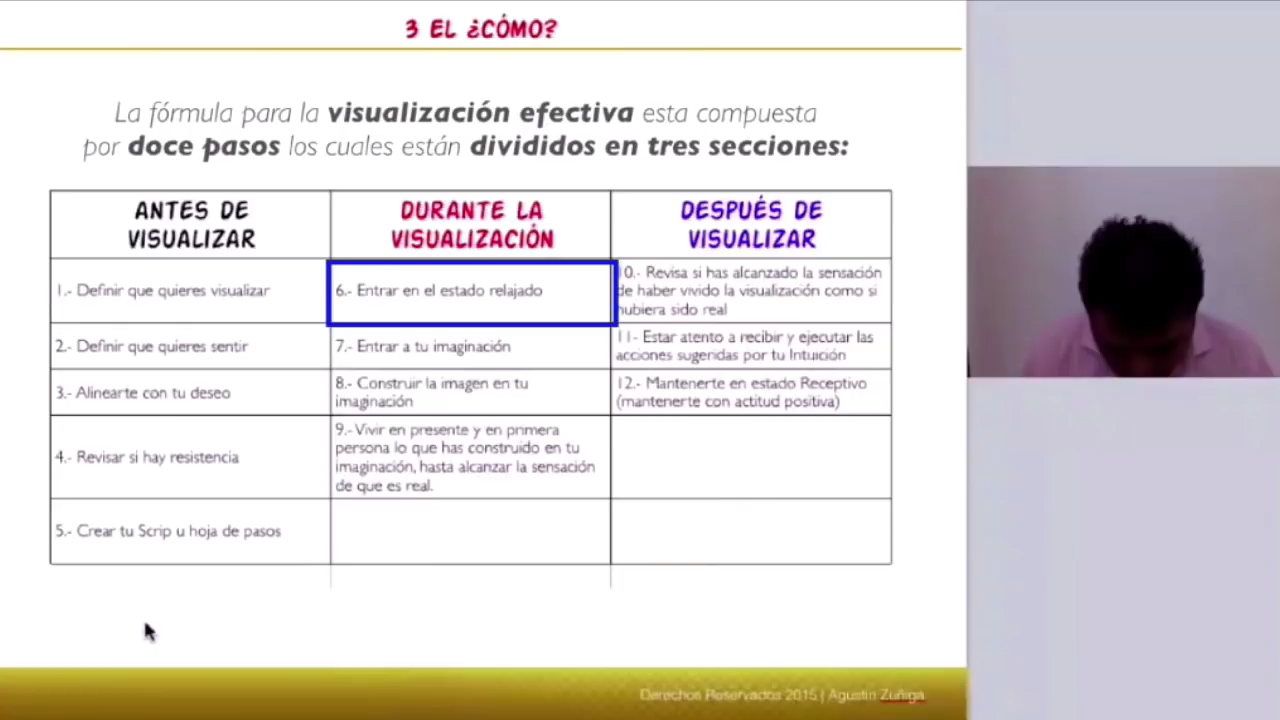 3 EL ¿CÓMO?
La fórmula para la visualización efectiva esta compuesta
por doce pasos los cuales están divididos en tres secciones:
ANTES DE
VISUALIZAR
DURANTE LA
VISUALIZACIÓN
DESPUÉS DE
VISUALIZAR
1.- Definir que quieres visualizar
6.- Entrar en el estado relajado
10.- Revisa si has alcanzado la sensación
de haber vivido la visualización como si
hubiera sido real
2.- Definir que quieres sentir
7.- Entrar a tu imaginación
11.- Estar atento a recibir y ejecutar las
acciones sugeridas por tu Intuición
3.- Alinearte con tu deseo
8.- Construir la imagen en tu
imaginación
12.- Mantenerte en estado Receptivo
(mantenerte con actitud positiva)
4.- Revisar si hay resistencia
9.- Vivir en presente y en primera
persona lo que has construido en tu
imaginación, hasta alcanzar la sensación
de que es real.
5.- Crear tu Scrip u hoja de pasos
Derechos Reservados 2015 | Agustín Zuñiga